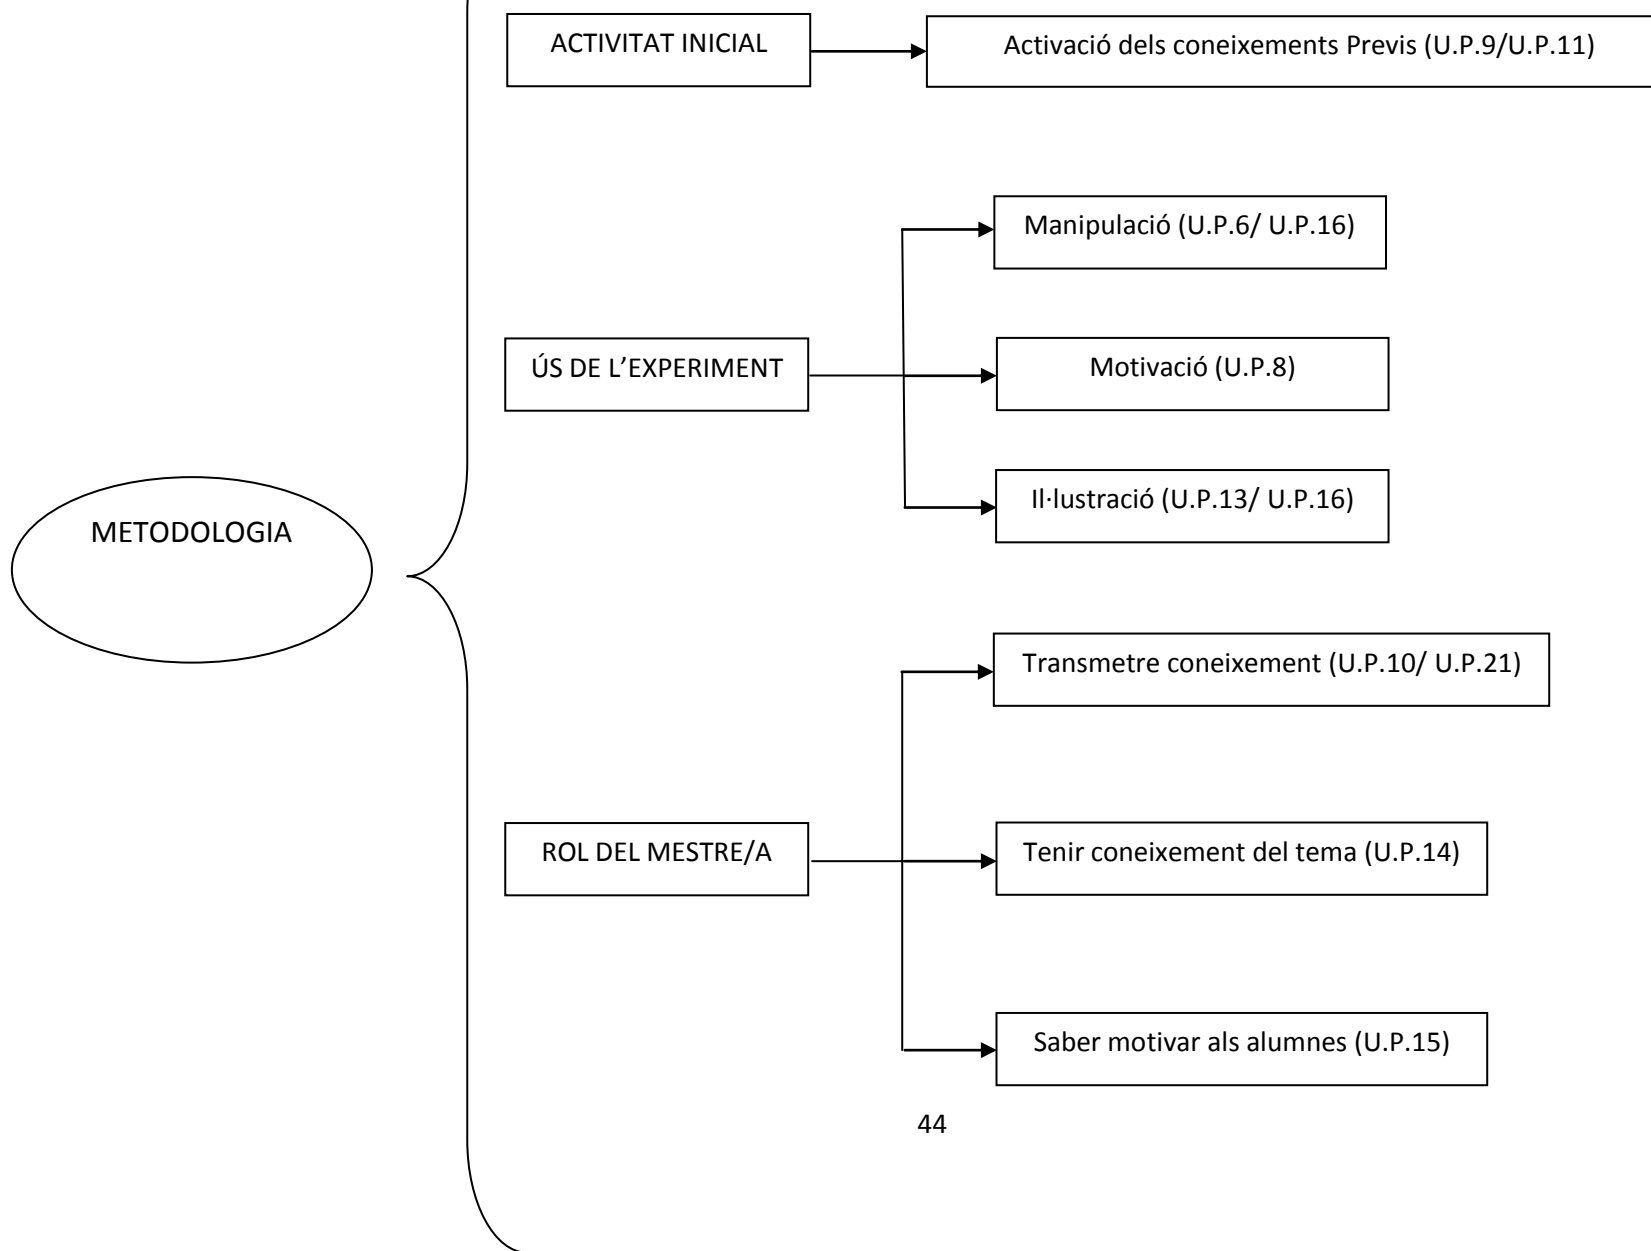 ACTIVITAT INICIAL
Activació dels coneixements Previs (U.P.9/U.P.11)
Manipulació (U.P.6/ U.P.16)
ÚS DE L’EXPERIMENT
Motivació (U.P.8)
Il·lustració (U.P.13/ U.P.16)
METODOLOGIA
Transmetre coneixement (U.P.10/ U.P.21)
ROL DEL MESTRE/A
Tenir coneixement del tema (U.P.14)
Saber motivar als alumnes (U.P.15)
44